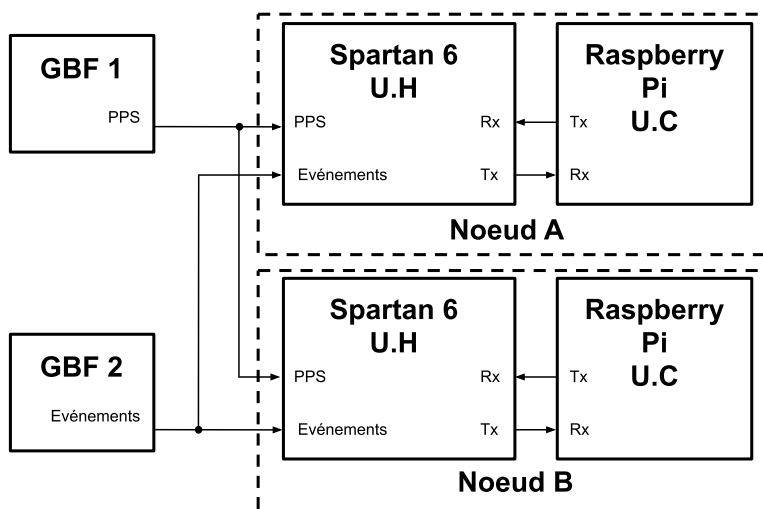 GBF 1
PPS
Spartan 6
U.H
PPS
Rx
Evénements
Tx
Raspberry
Pi
U.C
Tx
Rx
Noeud A
GBF 2
Evénements
Spartan 6
U.H
PPS
Rx
Evénements
Tx
Raspberry
Pi
U.C
Tx
Rx
Noeud B